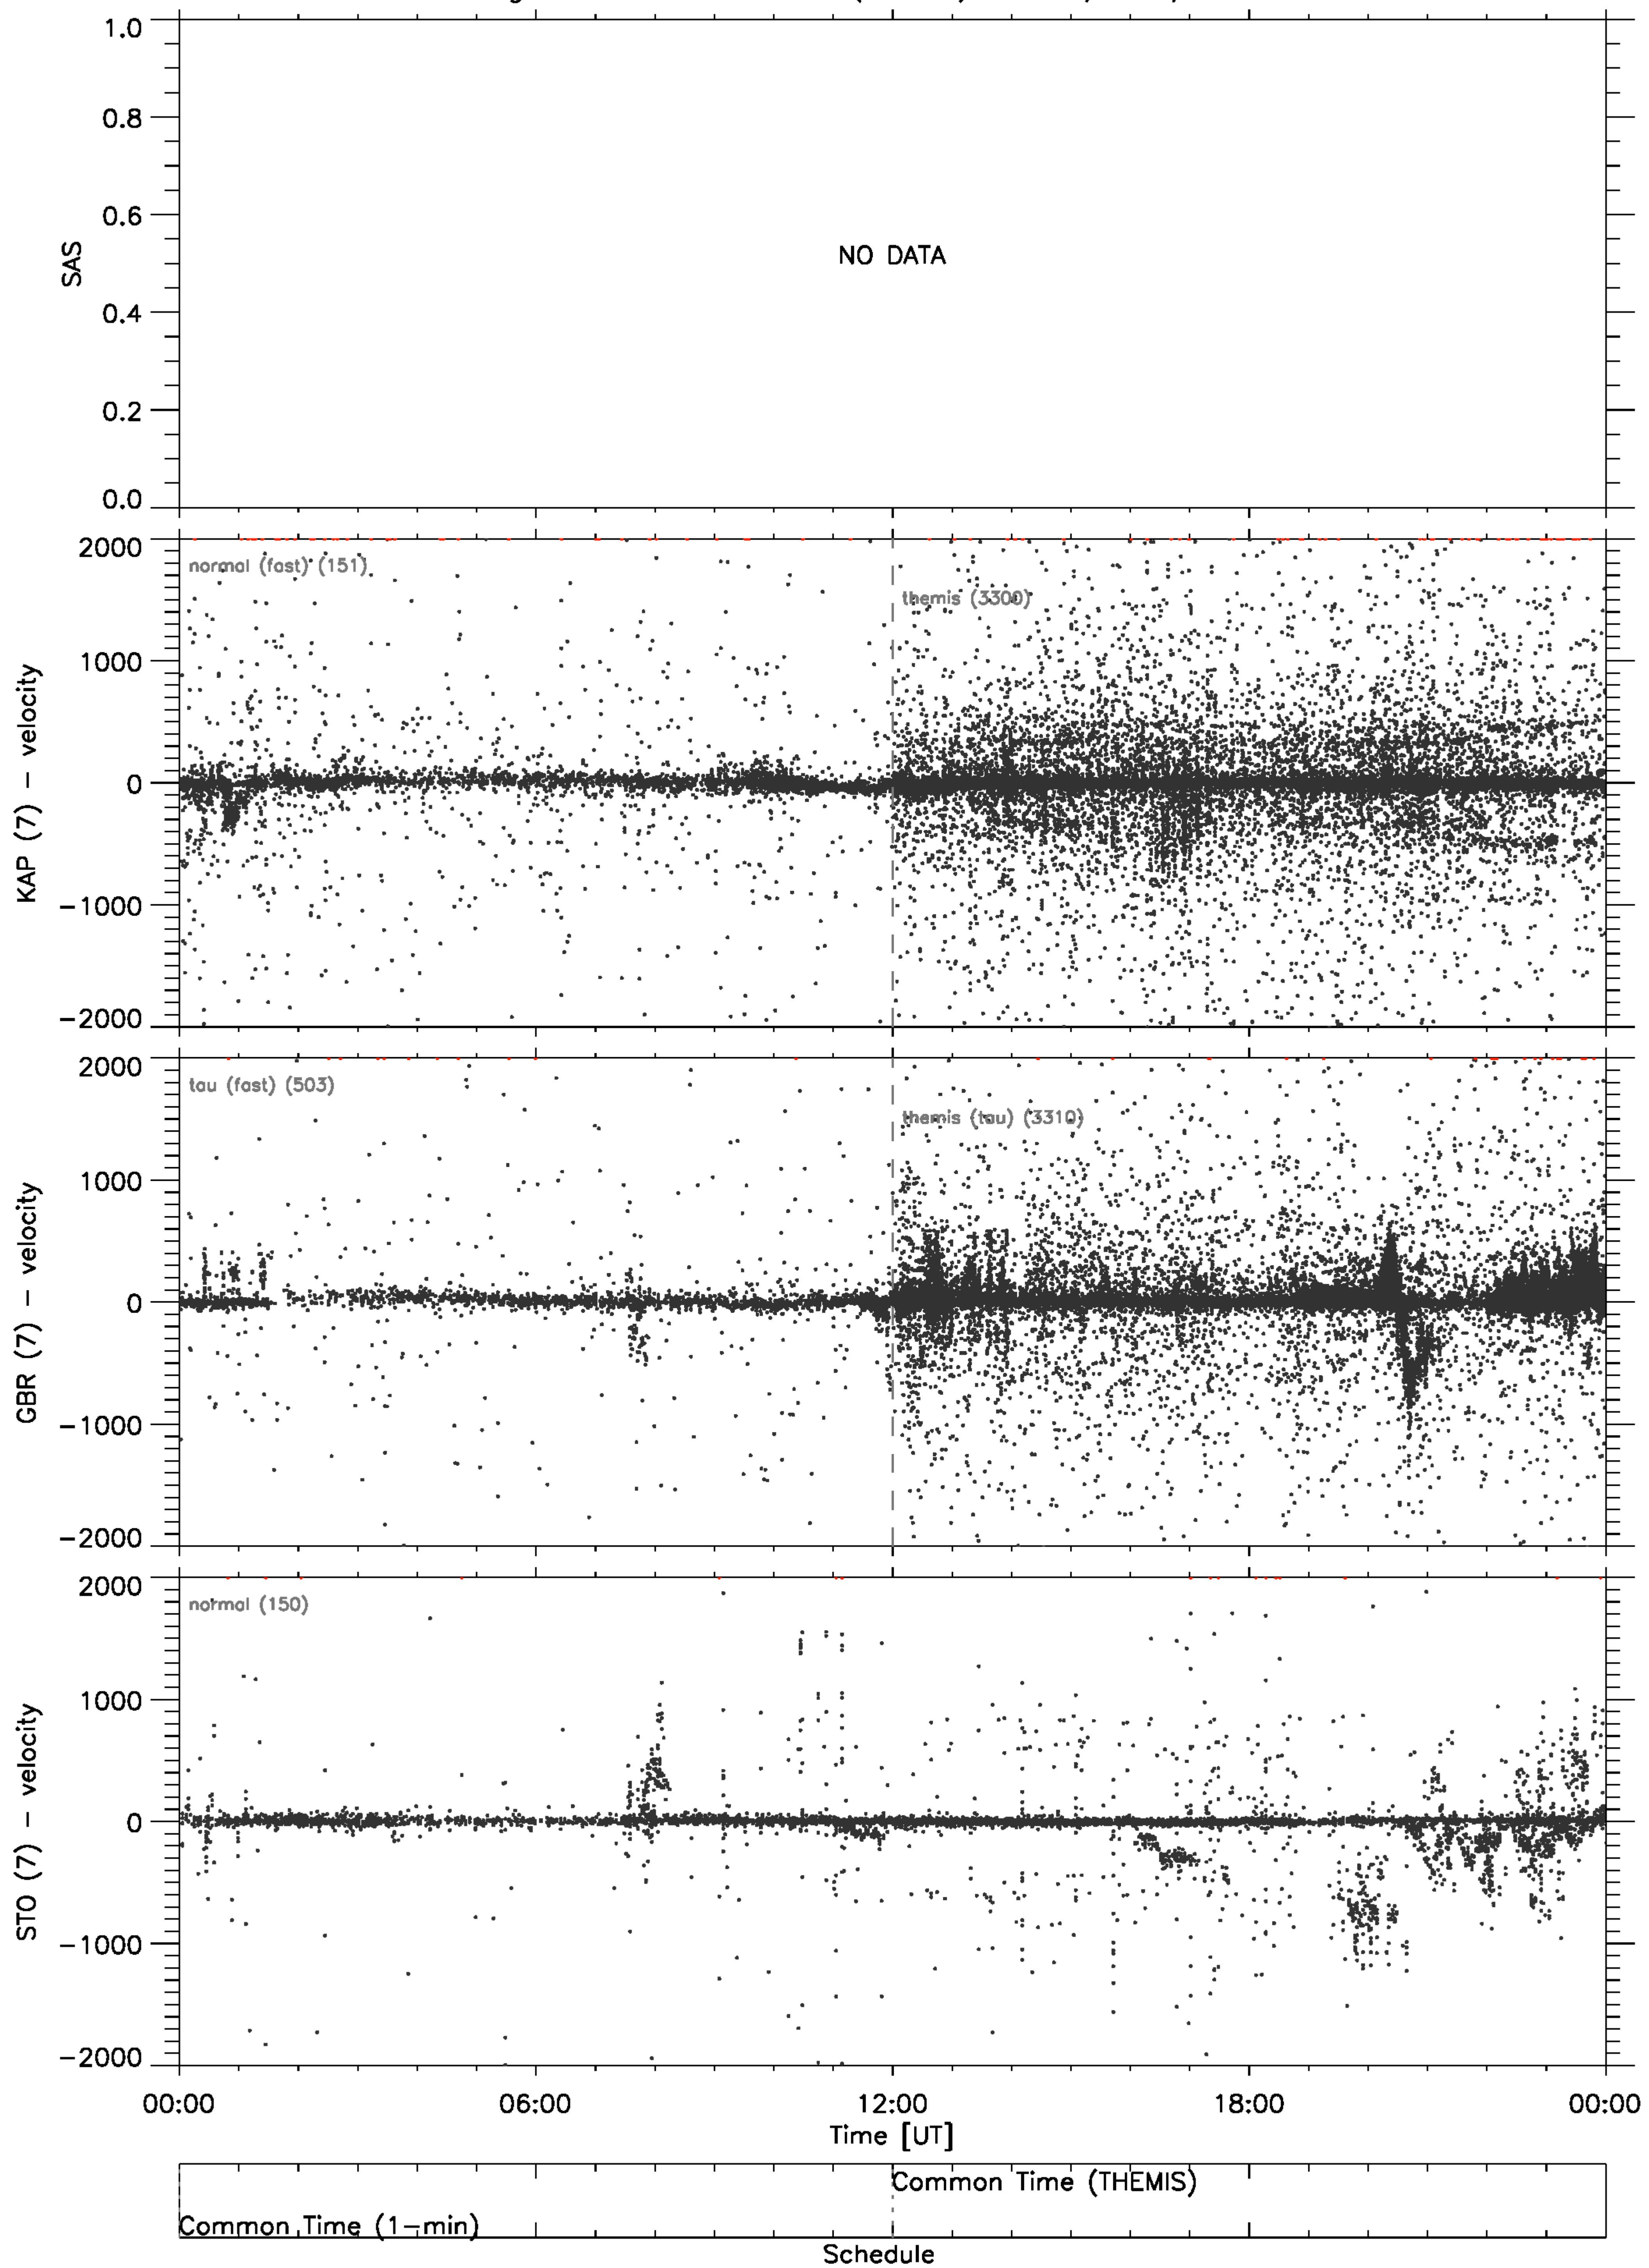 1.0
0.8
0.6
0.4
0.2
0.0
SAS
NO DATA
2000
1000
0
-1000
-2000
KAP (7) - velocity
normal (fast) (151)
themis (3300)
2000
1000
0
-1000
-2000
GBR (7) - velocity
tau (fast) (503)
themis (tau) (3310)
2000
1000
0
-1000
-2000
STO (7) - velocity
normal (150)
00:00 06:00 12:00 18:00 00:00
Time [UT]
Common Time (THEMIS)
Common Time (1-min)
Schedule